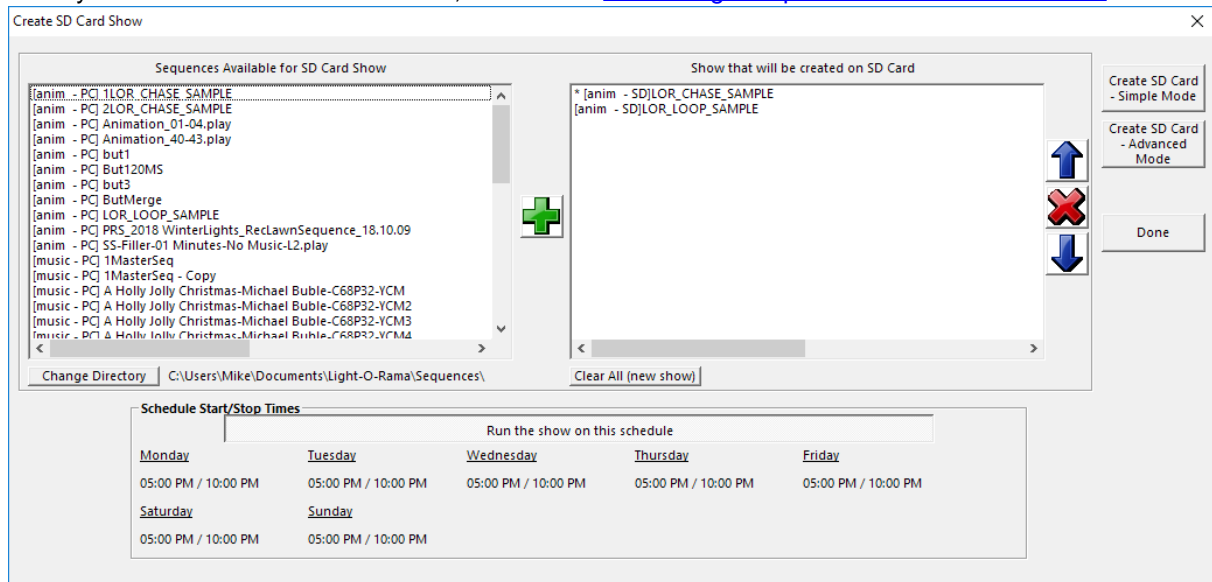 Create SD Card Show
Sequences Available for SD Card Show
[anim - PC] 1LOR_CHASE_SAMPLE
[anim - PC] 2LOR_CHASE_SAMPLE
[anim - PC] Animation_01-04.play
[anim - PC] Animation_40-43.play
[anim - PC] but1
[anim - PC] But120MS
[anim - PC] but3
[anim - PC] ButMerge
[anim - PC] LOR_LOOP_SAMPLE
[anim - PC] PRS_2018 WinterLights_RecLawnSequence_18.10.09
[anim - PC] SS-Filler-01 Minutes-No Music-L2.play
[music - PC] 1MasterSeq
[music - PC] 1MasterSeq - Copy
[music - PC] A Holly Jolly Christmas-Michael Buble-C68P32-YCM
[music - PC] A Holly Jolly Christmas-Michael Buble-C68P32-YCM2
[music - PC] A Holly Jolly Christmas-Michael Buble-C68P32-YCM3
[music - PC] A Holly Jolly Christmas-Michael Buble-C68P32-YCM4
Change Directory
C:\Users\Mike\Documents\Light-O-Rama\Sequences\
Show that will be created on SD Card
* [anim - SD]LOR_CHASE_SAMPLE
[anim - SD]LOR_LOOP_SAMPLE
Clear All (new show)
Create SD Card
- Simple Mode
Create SD Card
- Advanced
Mode
Done
Schedule Start/Stop Times
Run the show on this schedule
Monday Tuesday Wednesday Thursday Friday
05:00 PM / 10:00 PM 05:00 PM / 10:00 PM 05:00 PM / 10:00 PM 05:00 PM / 10:00 PM 05:00 PM / 10:00 PM
Saturday Sunday
05:00 PM / 10:00 PM 05:00 PM / 10:00 PM